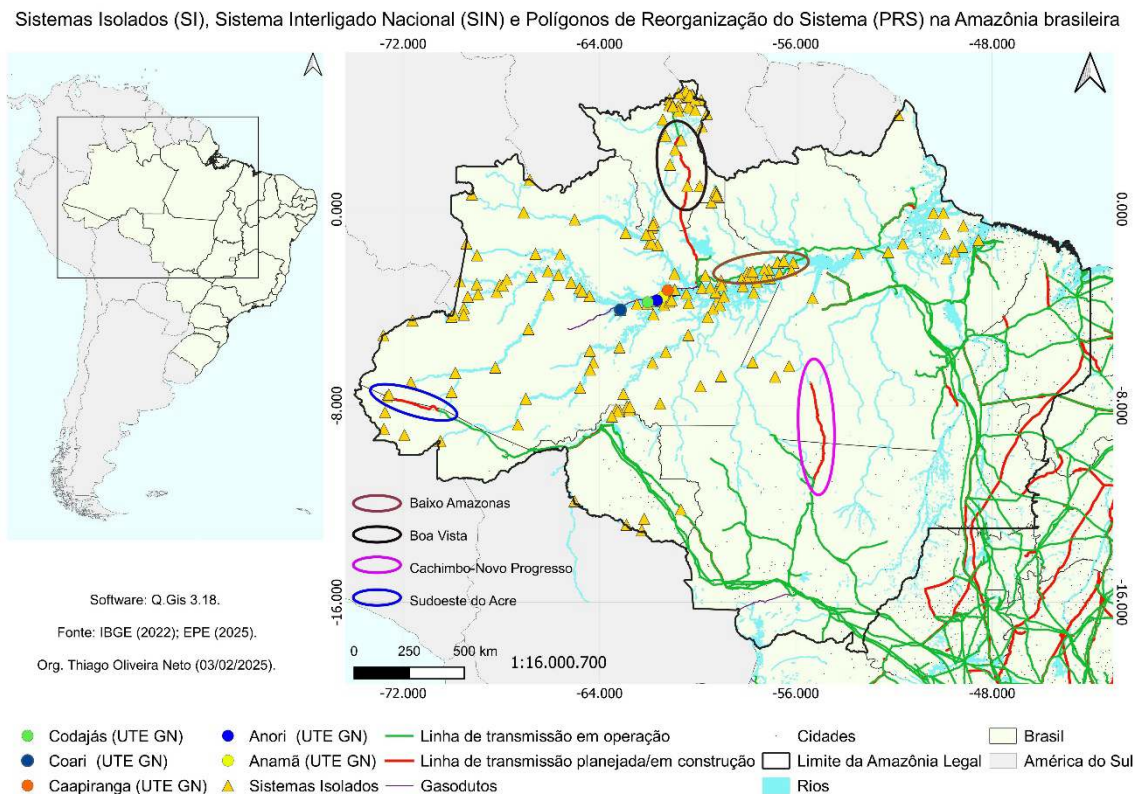 Sistemas Isolados (SI), Sistema Interligado Nacional (SIN) e Polígonos de Reorganização do Sistema (PRS) na Amazônia brasileira
-72.000 -64.000 -56.000 -48.000
0.000 0.000
-8.000 -8.000
-16.000 -16.000
Baixo Amazonas
Boa Vista
Cachimbo-Novo Progresso
Sudoeste do Acre
Software: Q.Gis 3.18.
Fonte: IBGE (2022); EPE (2025).
Org. Thiago Oliveira Neto (03/02/2025).
0 250 500 km
1:16.000.700
-72.000 -64.000 -56.000 -48.000
Codajás (UTE GN) Anori (UTE GN) Linha de transmissão em operação Cidades Brasil
Coari (UTE GN) Anamã (UTE GN) Linha de transmissão planejada/em construção Limite da Amazônia Legal América do Sul
Caapiranga (UTE GN) Sistemas Isolados Gasodutos Rios